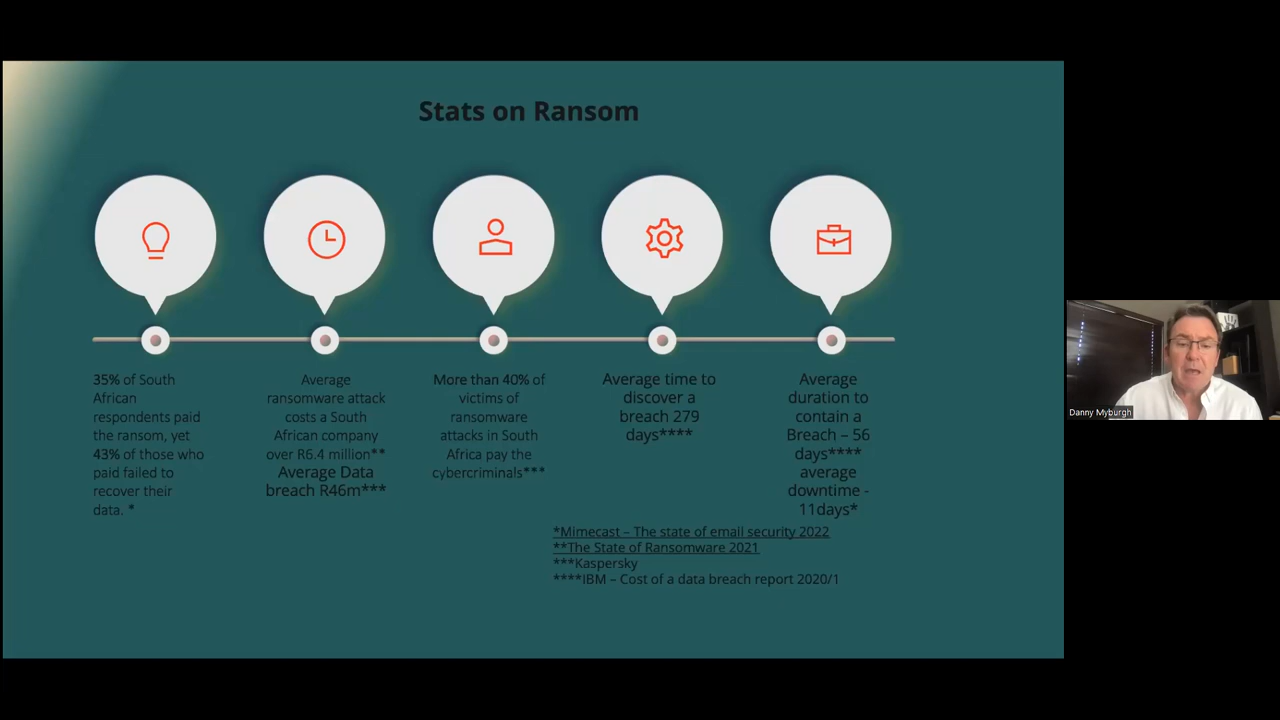 Stats on Ransom
35% of South
African
respondents paid
the ransom, yet
43% of those who
paid failed to
recover their
data. *
Average
ransomware attack
costs a South
African company
over R6.4 million**
Average Data
breach R46m***
More than 40% of
victims of
ransomware
attacks in South
Africa pay the
cybercriminals***
Average time to
discover a
breach 279
days****
Average
duration to
contain a
Breach – 56
days****
average
downtime -
11days*
*Mimecast – The state of email security 2022
**The State of Ransomware 2021
***Kaspersky
****IBM – Cost of a data breach report 2020/1
Danny Myburgh